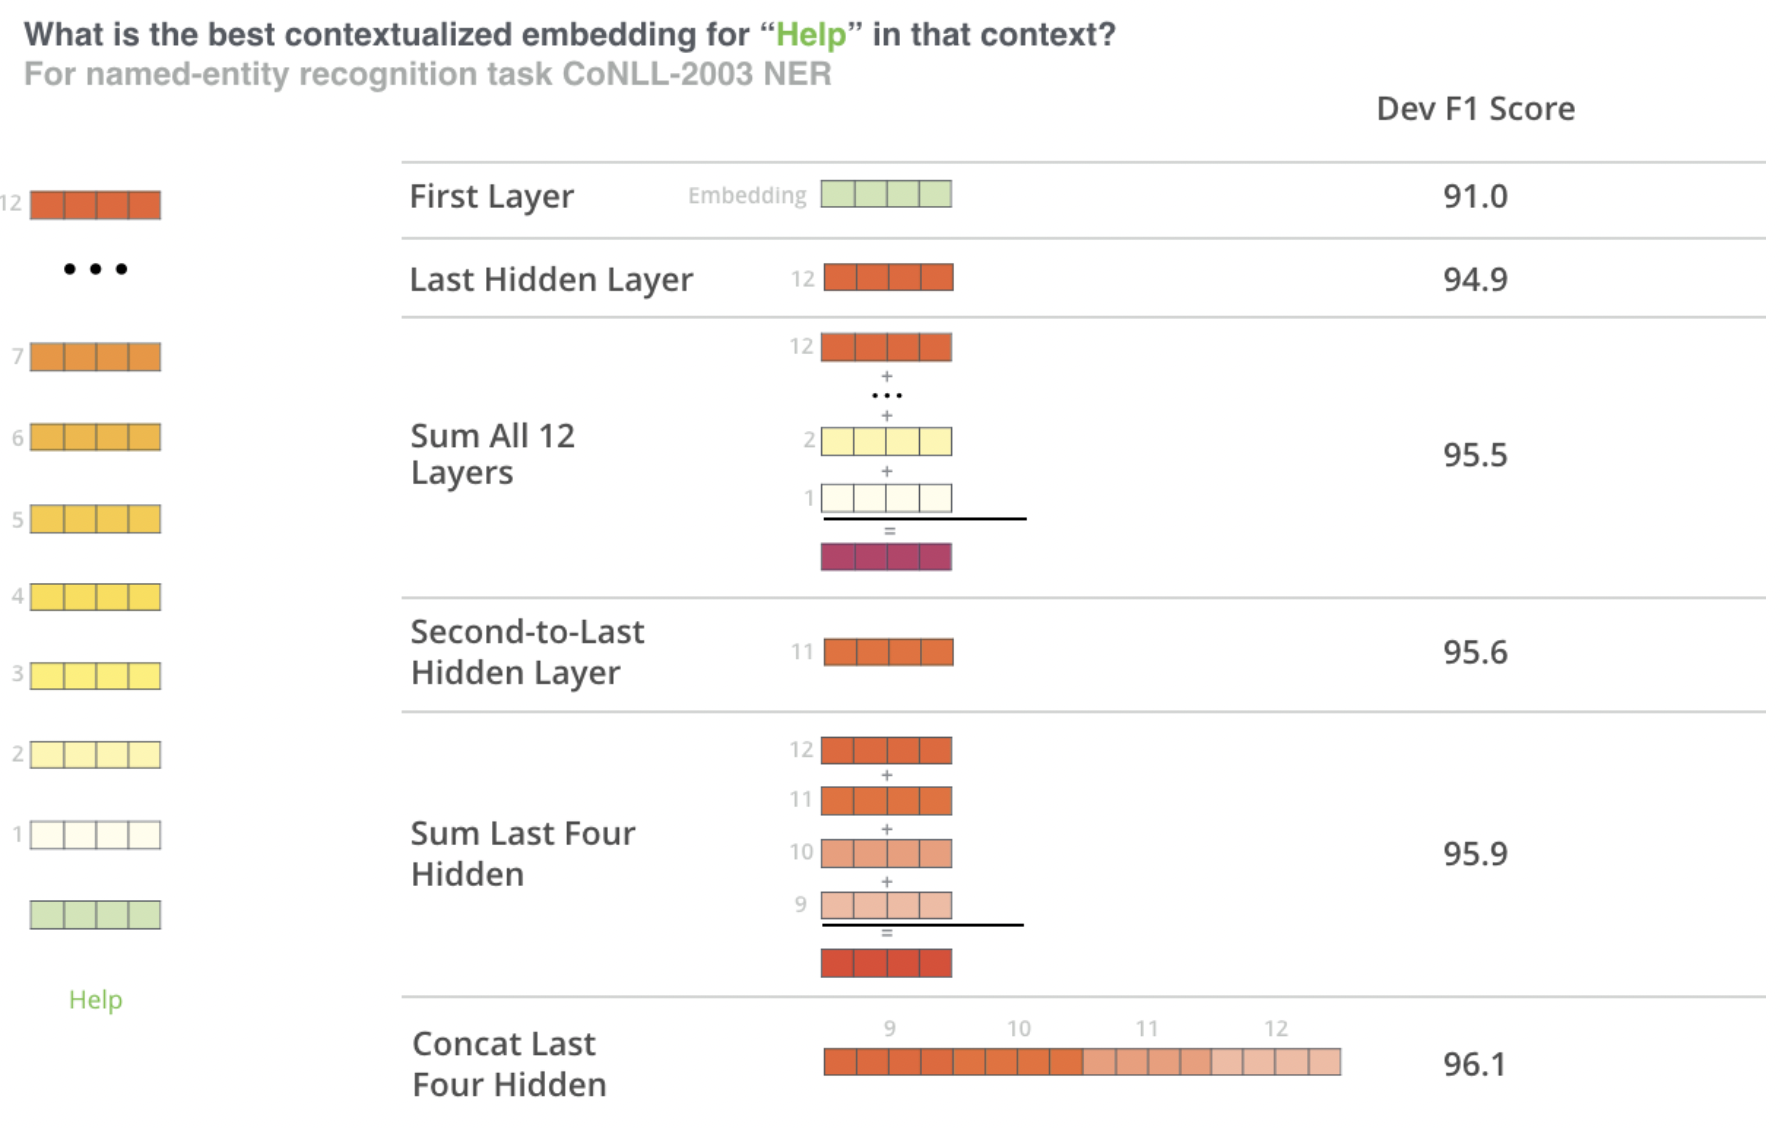 What is the best contextualized embedding for “Help” in that context?
For named-entity recognition task CoNLL-2003 NER
Dev F1 Score
12
•••
7
6
5
4
3
2
1
Help
First Layer Embedding 91.0
Last Hidden Layer 12 94.9
12
+
•••
+
Sum All 12
Layers
2
+
1
=
95.5
Second-to-Last
Hidden Layer
11
95.6
12
+
11
+
Sum Last Four
Hidden
10
+
9
=
95.9
9 10 11 12
Concat Last
Four Hidden
96.1